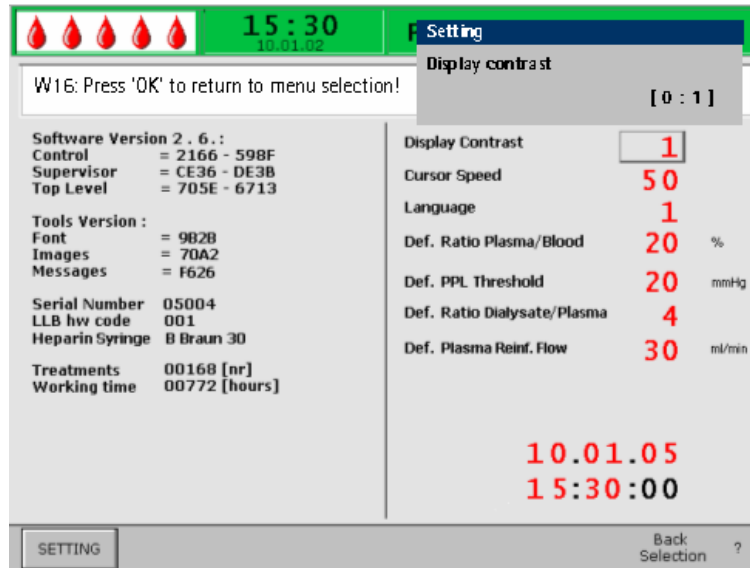 15:30
10.01.02
Setting
Display contrast
[0:1]
W16: Press 'OK' to return to menu selection!
Software Version 2 . 6 . :
Control = 2166 - 598F
Supervisor = CE36 - DE3B
Top Level = 705E - 6713
Tools Version :
Font = 9B2B
Images = 70A2
Messages = F626
Serial Number 05004
LLB hw code 001
Heparin Syringe B Braun 30
Treatments 00168 [nr]
Working time 00772 [hours]
Display Contrast 1
Cursor Speed 50
Language 1
Def. Ratio Plasma/Blood 20 %
Def. PPL Threshold 20 mmHg
Def. Ratio Dialysate/Plasma 4
Def. Plasma Reinf. Flow 30 ml/min
10.01.05
15:30:00
SETTING
Back
Selection
?